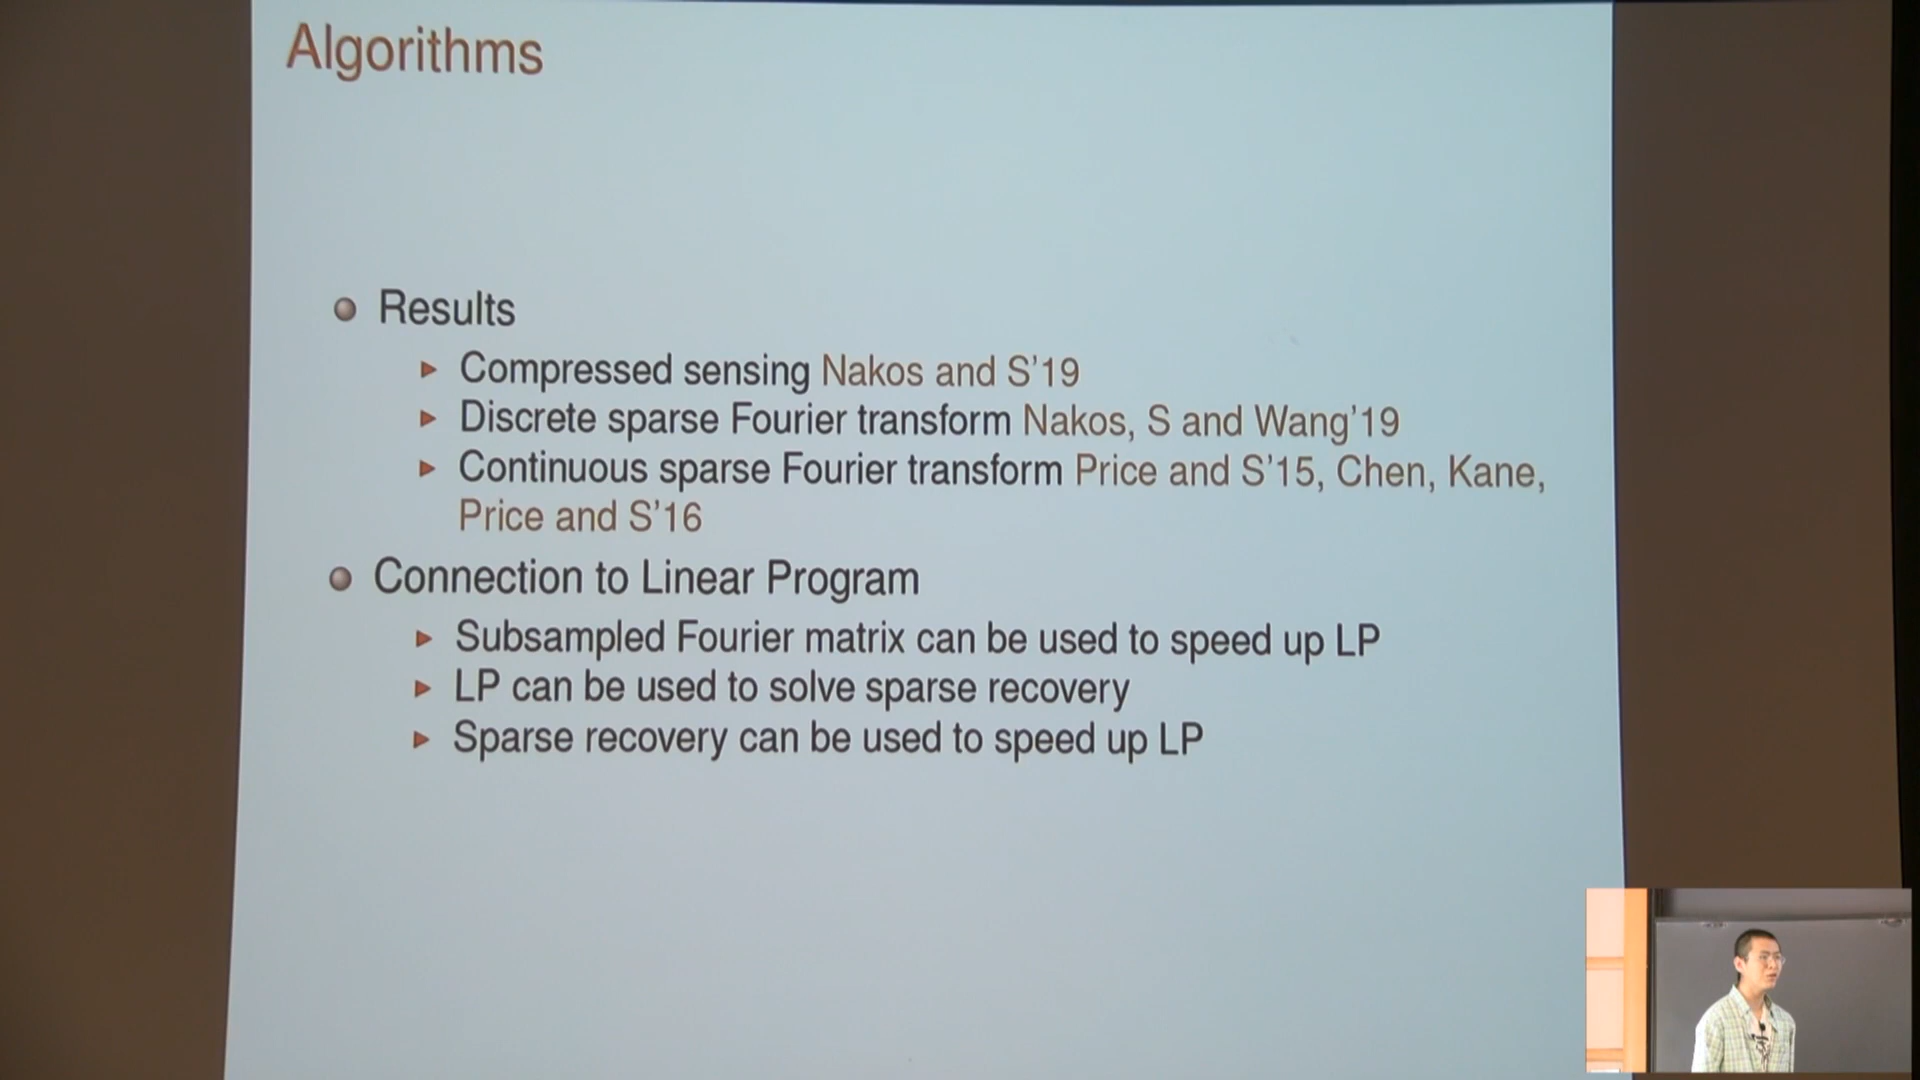 Algorithms
Results
Compressed sensing Nakos and S'19
Discrete sparse Fourier transform Nakos, S and Wang'19
Continuous sparse Fourier transform Price and S'15, Chen, Kane,
Price and S'16
Connection to Linear Program
Subsampled Fourier matrix can be used to speed up LP
LP can be used to solve sparse recovery
Sparse recovery can be used to speed up LP